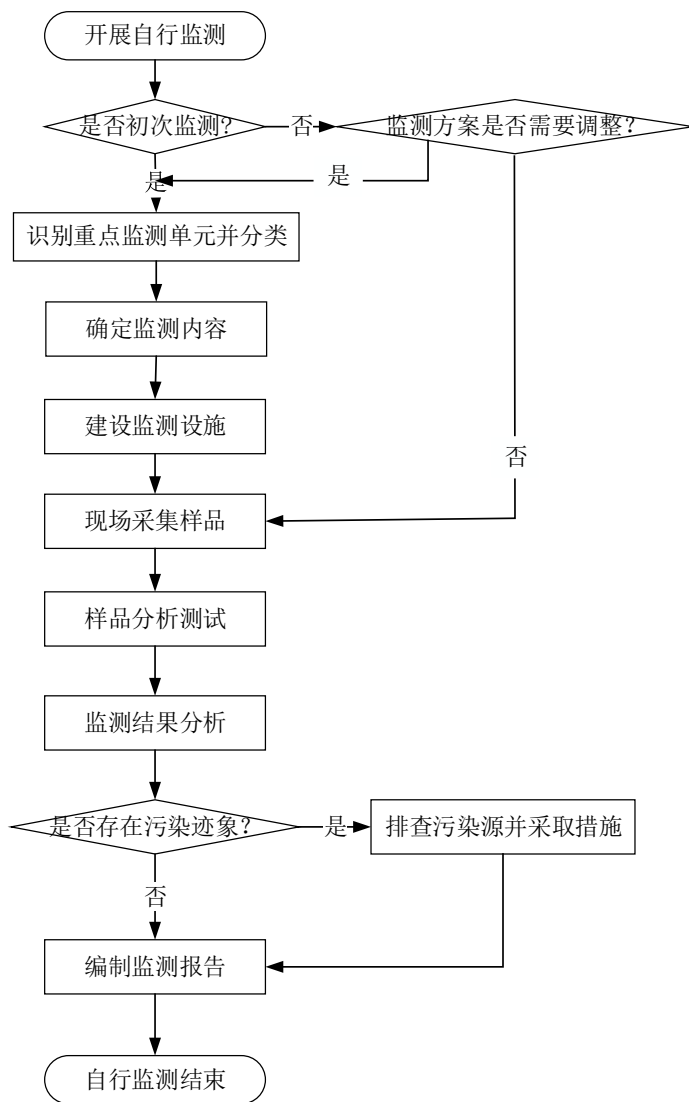 开展自行监测
是否初次监测?
否
监测方案是否需要调整?
是
是
识别重点监测单元并分类
确定监测内容
建设监测设施
否
现场采集样品
样品分析测试
监测结果分析
是否存在污染迹象?
是
排查污染源并采取措施
否
编制监测报告
自行监测结束